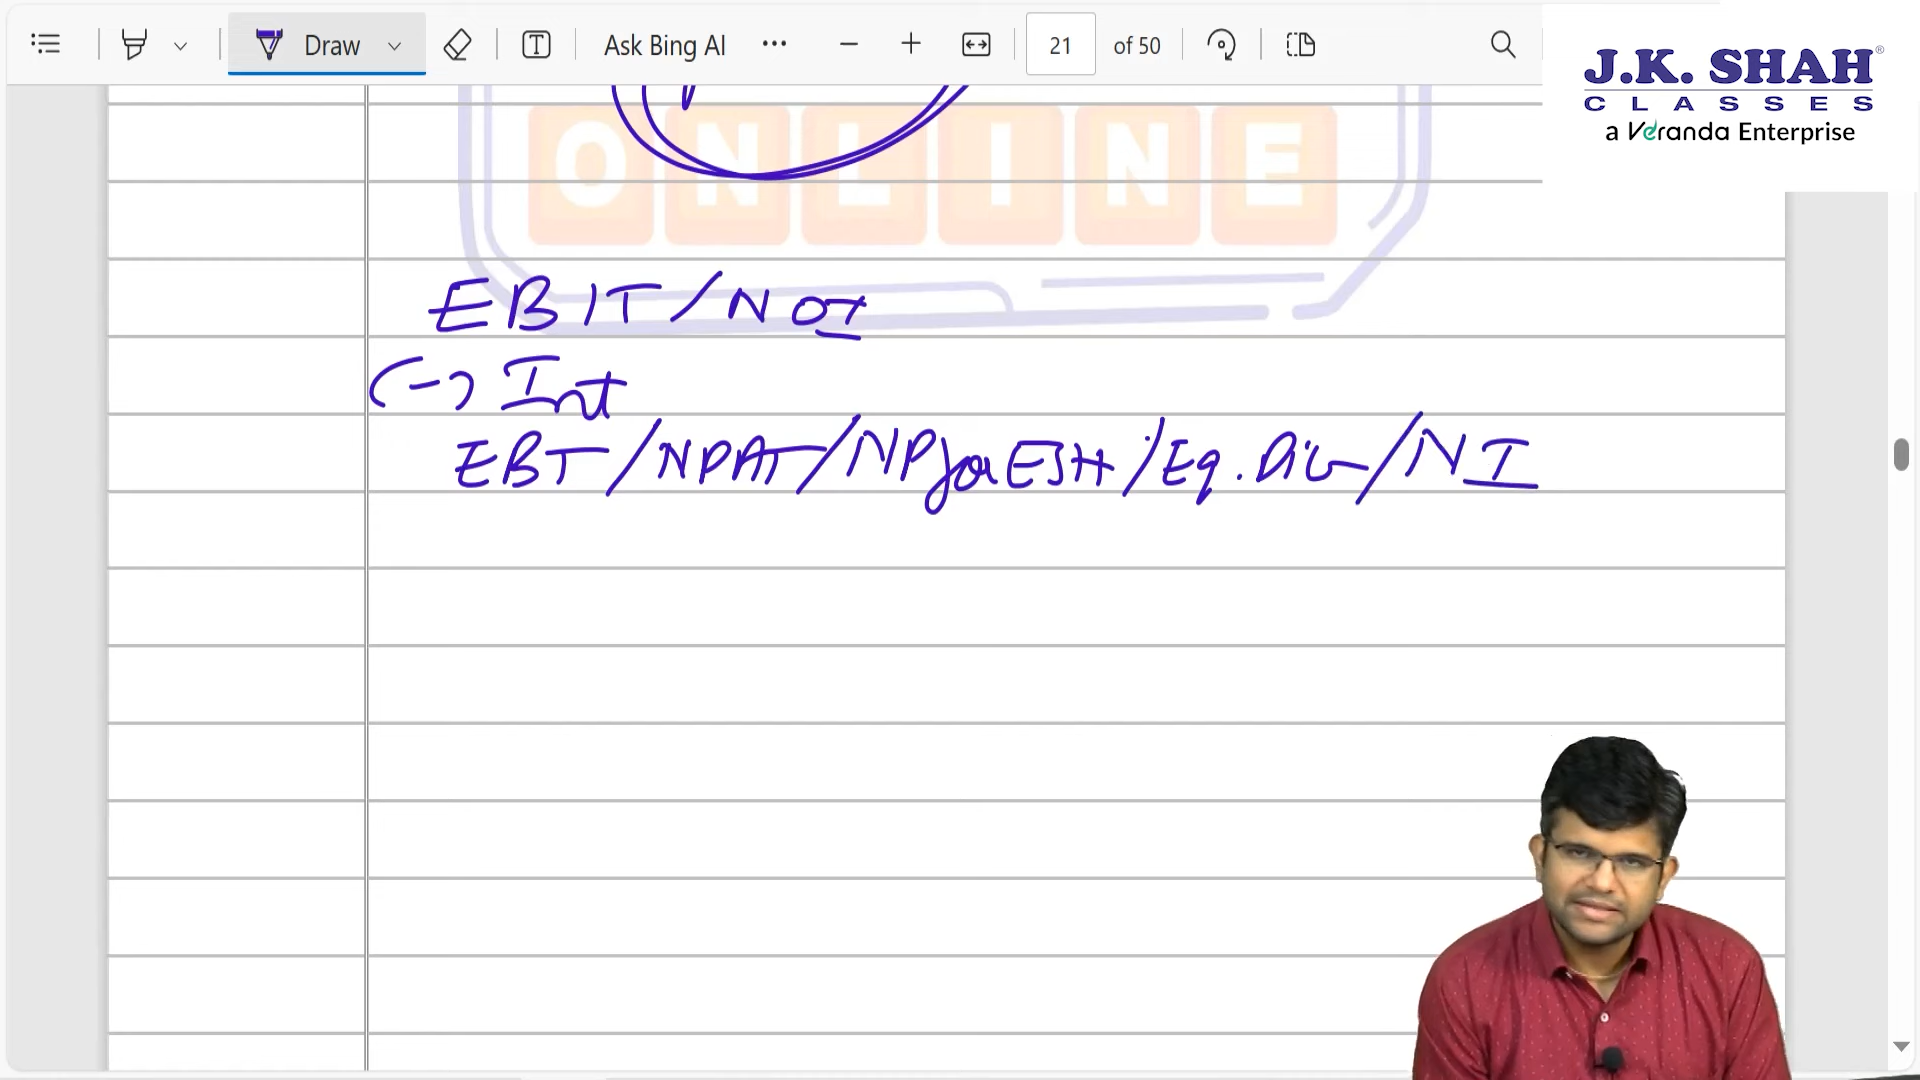 Draw
Ask Bing AI
21 of 50
J.K. SHAH®
CLASSES
a Veranda Enterprise
ONLINE
EBIT/NOI
(-) Int
EBT/NPAT/NP for ESH/Eq. Div/NI